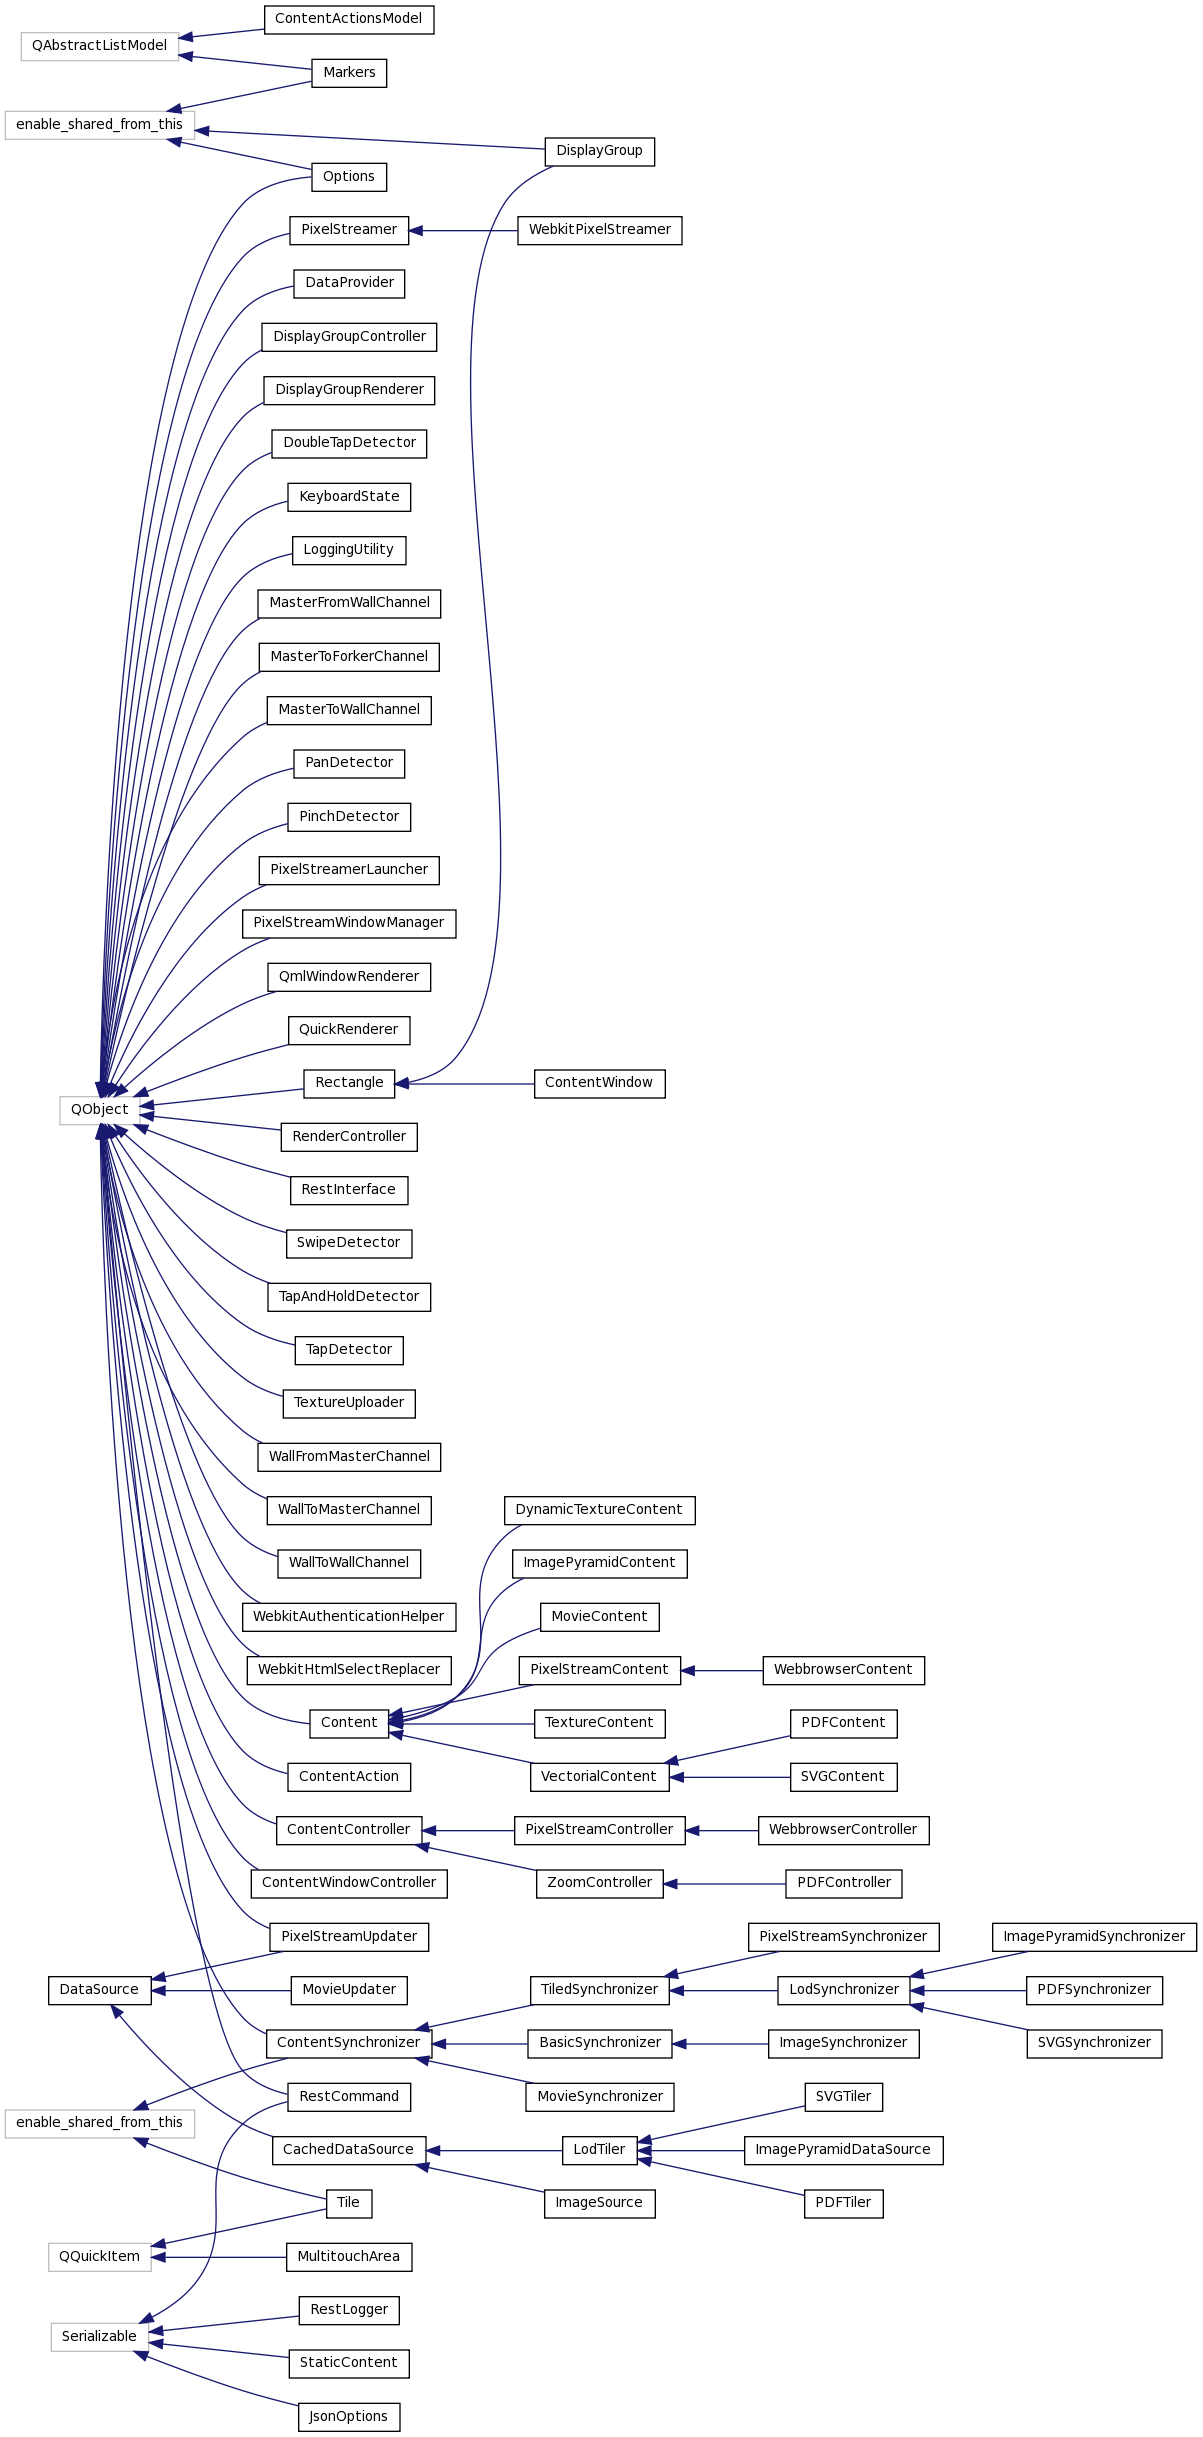 ContentActionsModel
QAbstractListModel
Markers
enable_shared_from_this
DisplayGroup
Options
PixelStreamer
WebkitPixelStreamer
DataProvider
DisplayGroupController
DisplayGroupRenderer
DoubleTapDetector
KeyboardState
LoggingUtility
MasterFromWallChannel
MasterToForkerChannel
MasterToWallChannel
PanDetector
PinchDetector
PixelStreamerLauncher
PixelStreamWindowManager
QmlWindowRenderer
QuickRenderer
Rectangle
ContentWindow
QObject
RenderController
RestInterface
SwipeDetector
TapAndHoldDetector
TapDetector
TextureUploader
WallFromMasterChannel
WallToMasterChannel
DynamicTextureContent
WallToWallChannel
ImagePyramidContent
WebkitAuthenticationHelper
MovieContent
WebkitHtmlSelectReplacer
PixelStreamContent
WebbrowserContent
Content
TextureContent
PDFContent
ContentAction
VectorialContent
SVGContent
ContentController
PixelStreamController
WebbrowserController
ContentWindowController
ZoomController
PDFController
PixelStreamUpdater
PixelStreamSynchronizer
ImagePyramidSynchronizer
DataSource
MovieUpdater
TiledSynchronizer
LodSynchronizer
PDFSynchronizer
ContentSynchronizer
BasicSynchronizer
ImageSynchronizer
SVGSynchronizer
RestCommand
MovieSynchronizer
SVGTiler
enable_shared_from_this
CachedDataSource
LodTiler
ImagePyramidDataSource
Tile
ImageSource
PDFTiler
QQuickItem
MultitouchArea
RestLogger
Serializable
StaticContent
JsonOptions